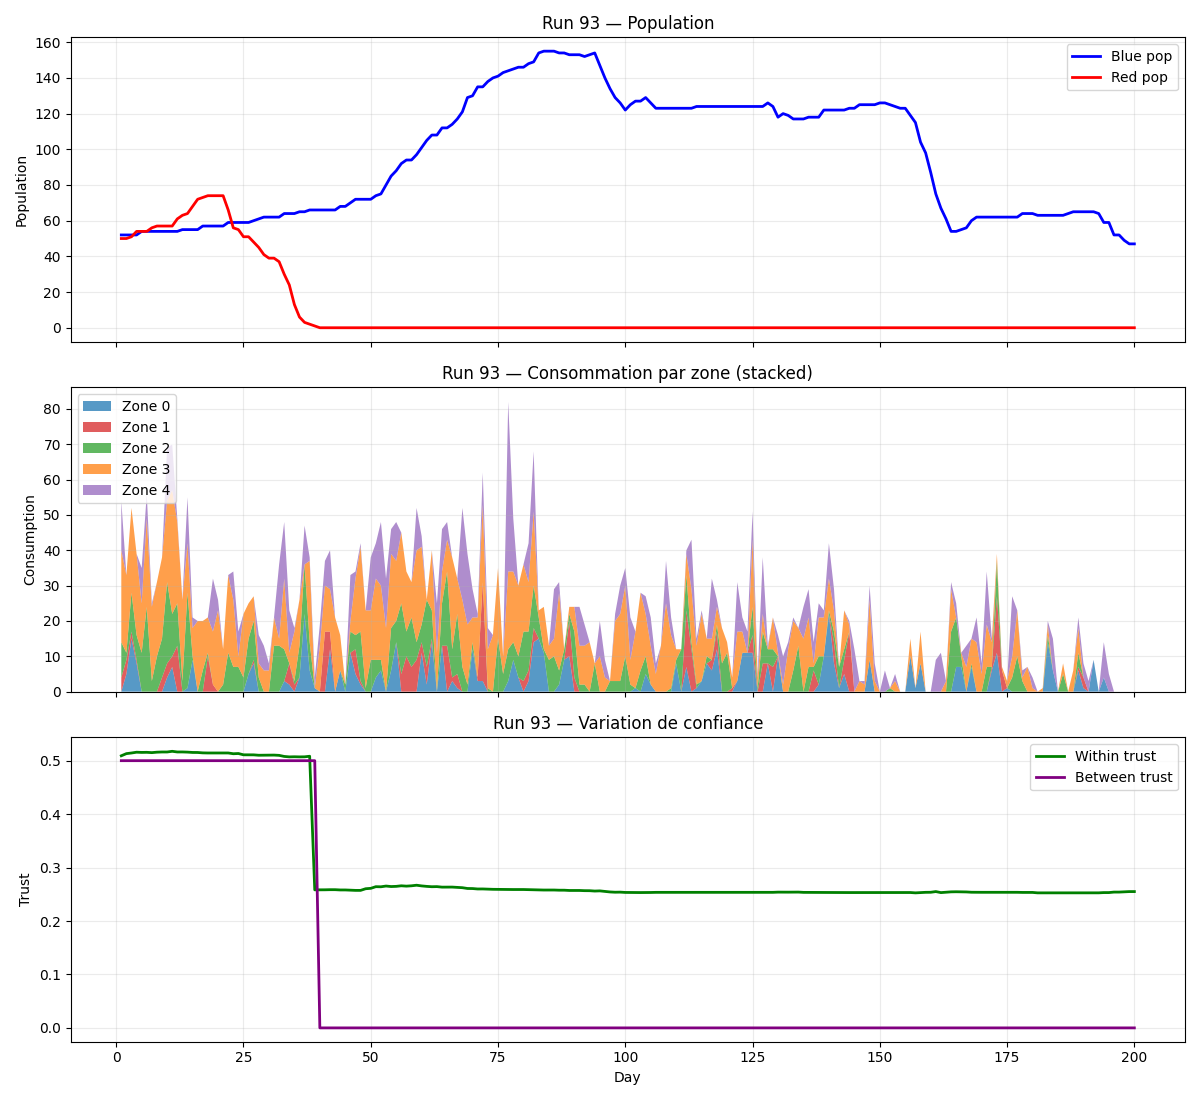 Run 93 — Population
160
140
120
100
80
60
40
20
0
Population
Blue pop
Red pop
Run 93 — Consommation par zone (stacked)
80
70
60
50
40
30
20
10
0
Consumption
Zone 0
Zone 1
Zone 2
Zone 3
Zone 4
Run 93 — Variation de confiance
0.5
0.4
0.3
0.2
0.1
0.0
Trust
Within trust
Between trust
0 25 50 75 100 125 150 175 200
Day